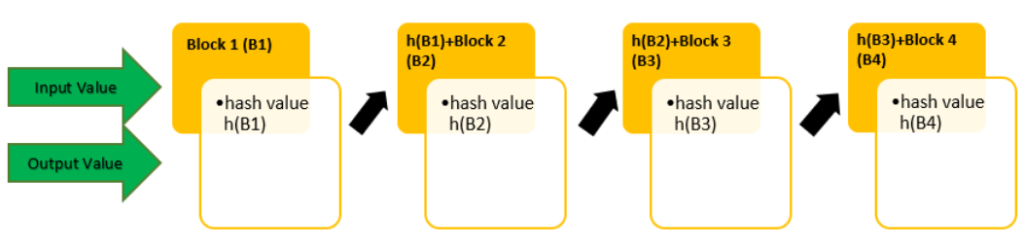 Input Value
Output Value
Block 1 (B1)
•hash value
h(B1)
h(B1)+Block 2
(B2)
•hash value
h(B2)
h(B2)+Block 3
(B3)
•hash value
h(B3)
h(B3)+Block 4
(B4)
•hash value
h(B4)